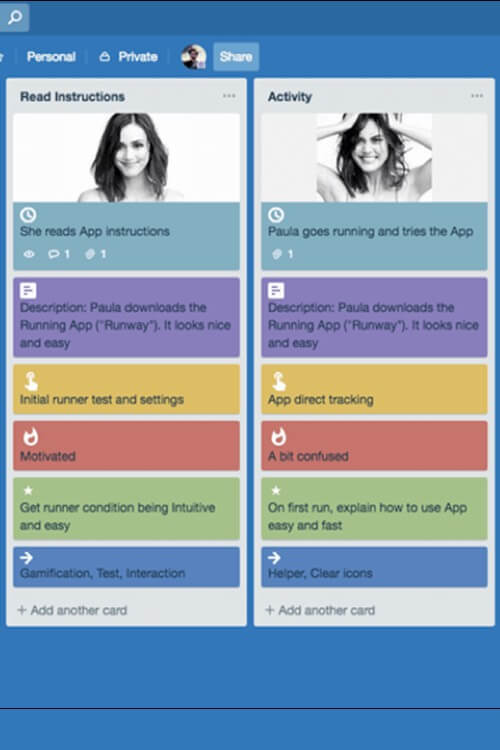 Personal
Private
Share
Read Instructions
She reads App instructions
1
1
Description: Paula downloads the
Running App ("Runway"). It looks nice
and easy
Initial runner test and settings
Motivated
Get runner condition being Intuitive
and easy
Gamification, Test, Interaction
+ Add another card
Activity
Paula goes running and tries the App
1
Description: Paula downloads the
Running App ("Runway"). It looks nice
and easy
App direct tracking
A bit confused
On first run, explain how to use App
easy and fast
Helper, Clear icons
+ Add another card